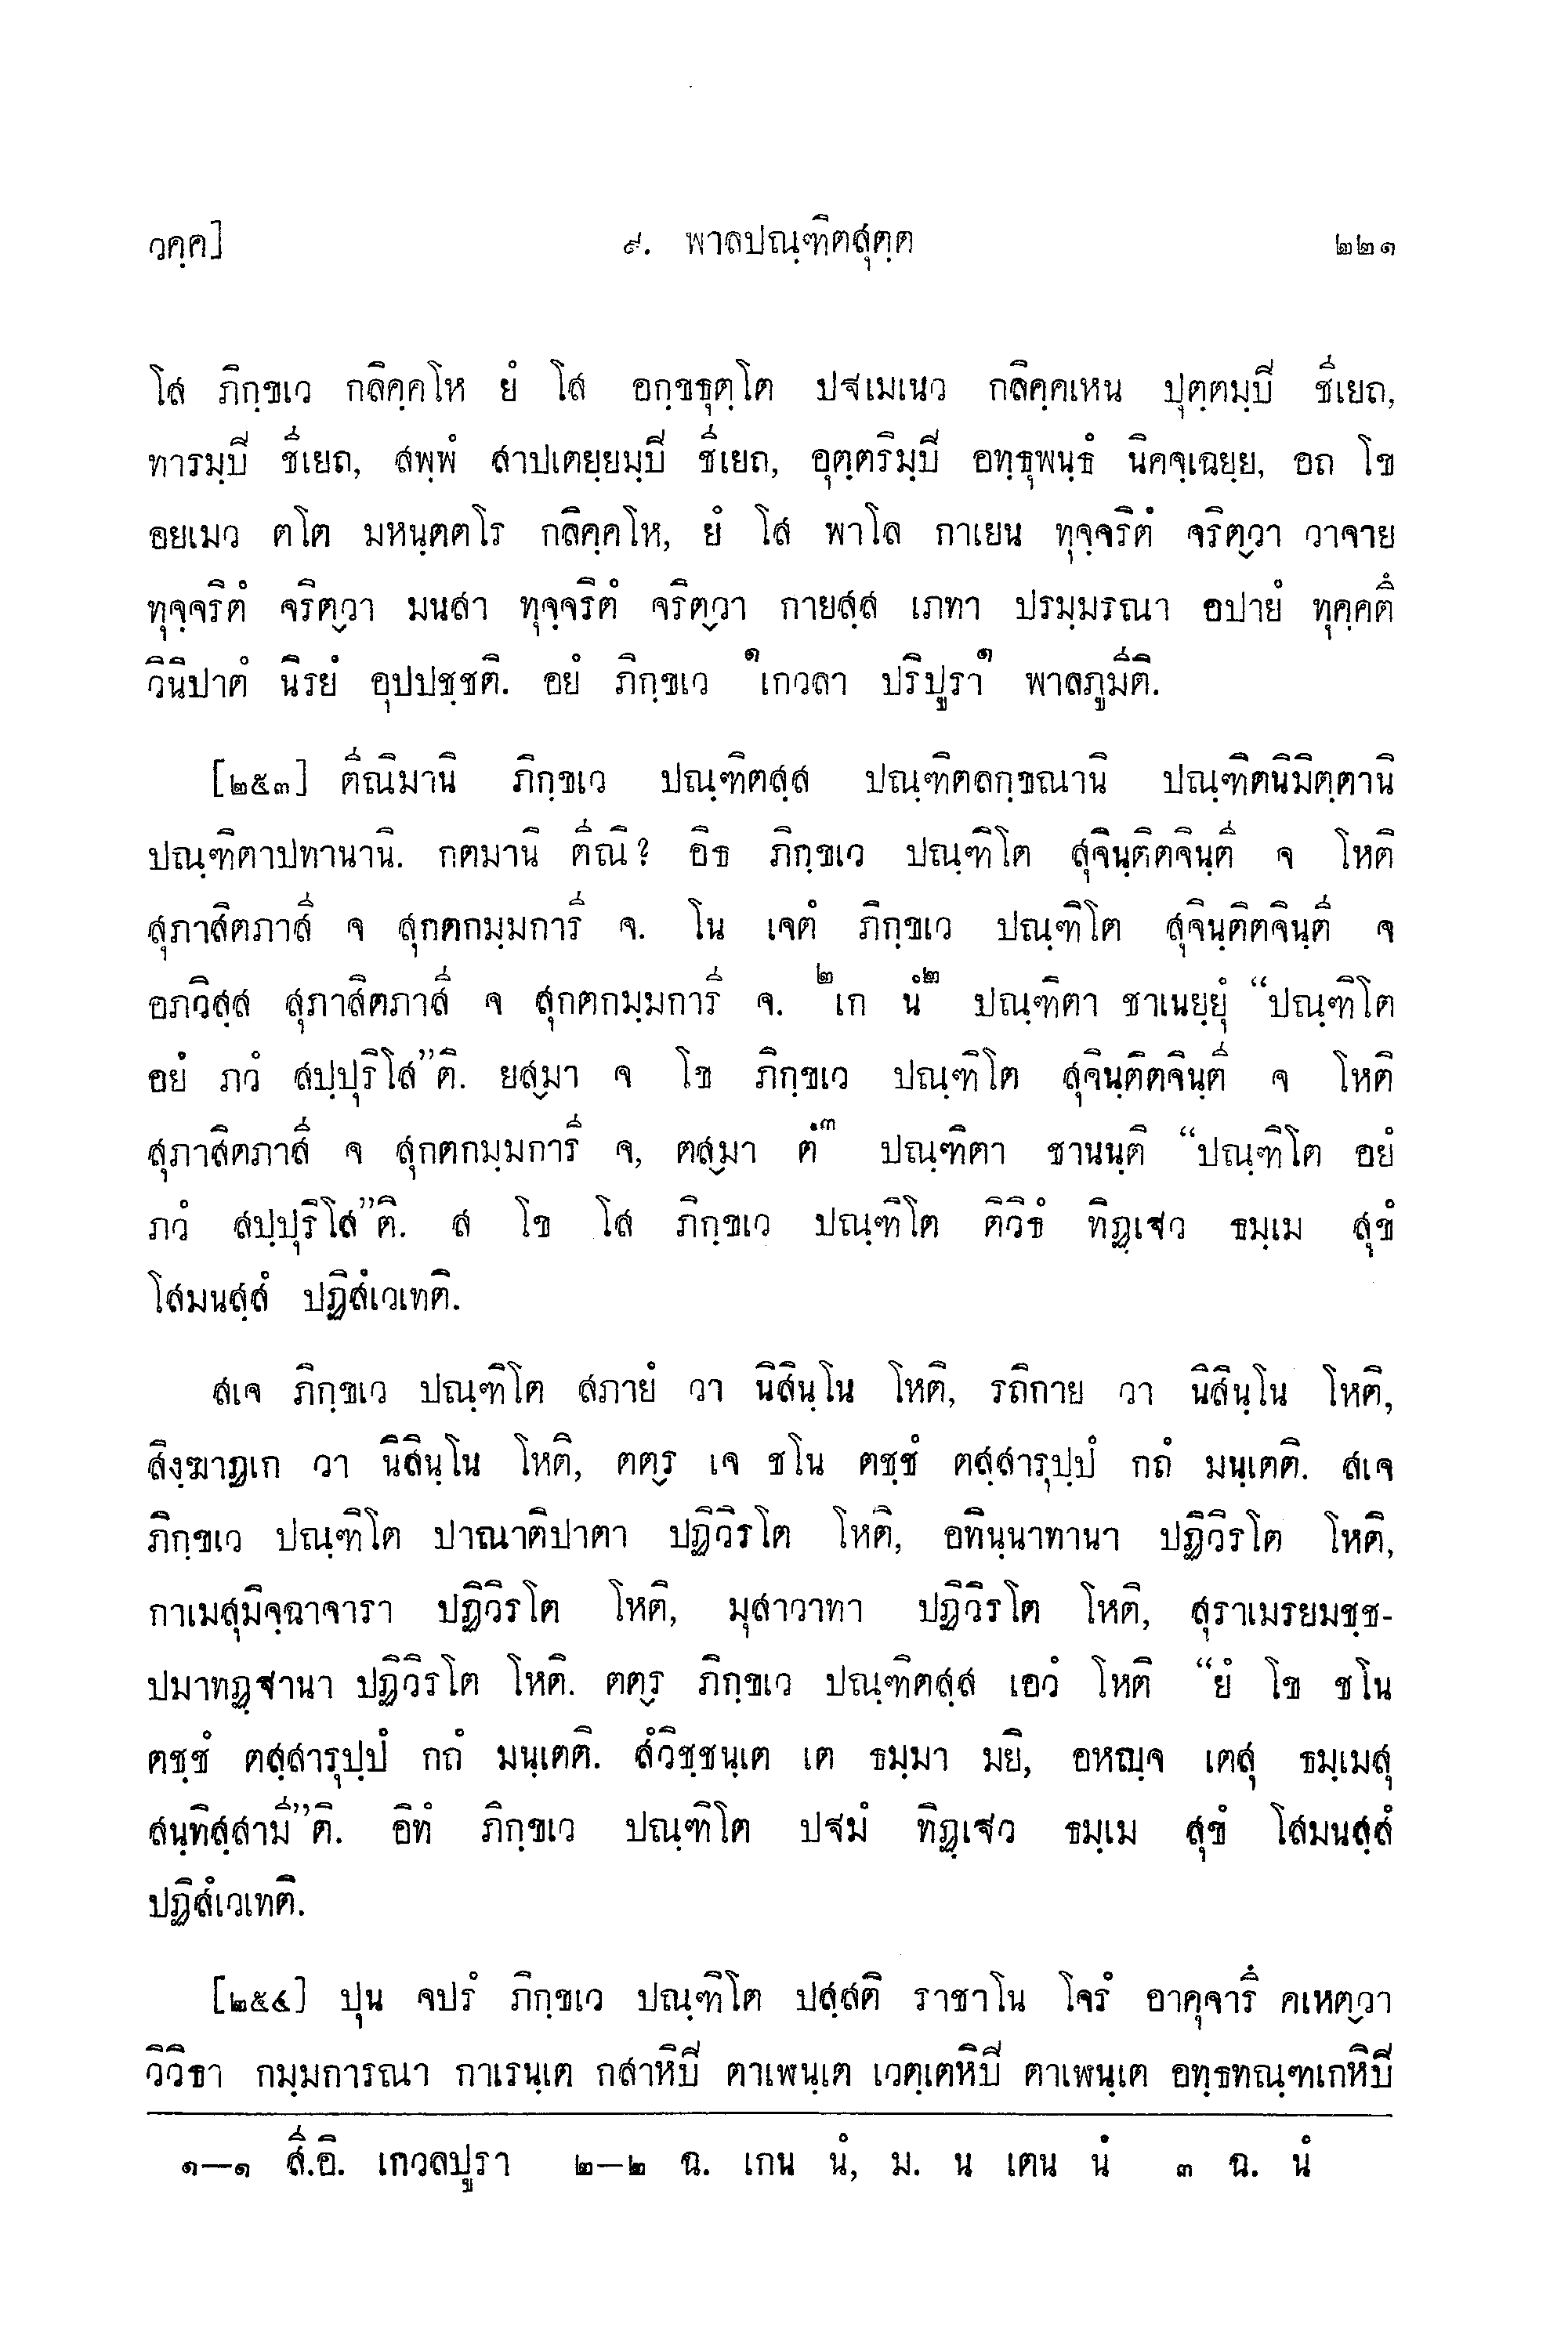 วคฺค] ๙. พาลปณฺฑิตสุตฺต ๒๒๑
โส ภิกฺขเว กลิคฺคโห ยํ โส อกฺขธุตฺโต ปฐเมเนว กลิคฺคเหน ปุตฺตมฺปี ชีเยถ,
ทารมฺปี ชีเยถ, สพฺพํ สาปเตยฺยมฺปี ชีเยถ, อุตฺตริมฺปี อทฺธุพนฺธํ นิคจฺเฉยฺย, อถ โข
อยเมว ตโต มหนฺตตโร กลิคฺคโห, ยํ โส พาโล กาเยน ทุจฺจริตํ จริตฺวา วาจาย
ทุจฺจริตํ จริตฺวา มนสา ทุจฺจริตํ จริตฺวา กายสฺส เภทา ปรมฺมรณา อปายํ ทุคฺคตึ
วินิปาตํ นิรยํ อุปปชฺชติ. อยํ ภิกฺขเว ๑เกวลา ปริปูรา๑ พาลภูมีติ.
[๒๕๓] ตีณิมานิ ภิกฺขเว ปณฺฑิตสฺส ปณฺฑิตลกฺขณานิ ปณฺฑิตนิมิตฺตานิ
ปณฺฑิตาปทานานิ. กตมานิ ตีณิ? อิธ ภิกฺขเว ปณฺฑิโต สุจินฺติตจินฺตี จ โหติ
สุภาสิตภาสี จ สุกตกมฺมการี จ. โน เจตํ ภิกฺขเว ปณฺฑิโต สุจินฺติตจินฺตี จ
อภวิสฺส สุภาสิตภาสี จ สุกตกมฺมการี จ. ๒เก นํ๒ ปณฺฑิตา ชาเนยฺยุํ “ปณฺฑิโต
อยํ ภวํ สปฺปุริโส”ติ. ยสฺมา จ โข ภิกฺขเว ปณฺฑิโต สุจินฺติตจินฺตี จ โหติ
สุภาสิตภาสี จ สุกตกมฺมการี จ, ตสฺมา ตํ๓ ปณฺฑิตา ชานนฺติ “ปณฺฑิโต อยํ
ภวํ สปฺปุริโส”ติ. ส โข โส ภิกฺขเว ปณฺฑิโต ติวิธํ ทิฏฺเฐว ธมฺเม สุขํ
โสมนสฺสํ ปฏิสํเวเทติ.
สเจ ภิกฺขเว ปณฺฑิโต สภายํ วา นิสินฺโน โหติ, รถิกาย วา นิสินฺโน โหติ,
สิงฺฆาฏเก วา นิสินฺโน โหติ, ตตฺร เจ ชโน ตชฺชํ ตสฺสารุปฺปํ กถํ มนฺเตติ. สเจ
ภิกฺขเว ปณฺฑิโต ปาณาติปาตา ปฏิวิรโต โหติ, อทินฺนาทานา ปฏิวิรโต โหติ,
กาเมสุมิจฺฉาจารา ปฏิวิรโต โหติ, มุสาวาทา ปฏิวิรโต โหติ, สุราเมรยมชฺช-
ปมาทฏฺฐานา ปฏิวิรโต โหติ. ตตฺร ภิกฺขเว ปณฺฑิตสฺส เอวํ โหติ “ยํ โข ชโน
ตชฺชํ ตสฺสารุปฺปํ กถํ มนฺเตติ. สํวิชฺชนฺเต เต ธมฺมา มยิ, อหญฺจ เตสุ ธมฺเมสุ
สนฺทิสฺสามี”ติ. อิทํ ภิกฺขเว ปณฺฑิโต ปฐมํ ทิฏฺเฐว ธมฺเม สุขํ โสมนสฺสํ
ปฏิสํเวเทติ.
[๒๕๔] ปุน จปรํ ภิกฺขเว ปณฺฑิโต ปสฺสติ ราชาโน โจรํ อาคุจารึ คเหตฺวา
วิวิธา กมฺมการณา กาเรนฺเต กสาหิปี ตาเฬนฺเต เวตฺเตหิปี ตาเฬนฺเต อทฺธทณฺฑเกหิปี
๑—๑ สี.อิ. เกวลปูรา ๒—๒ ฉ. เกน นํ, ม. น เตน นํ ๓ ฉ. นํ